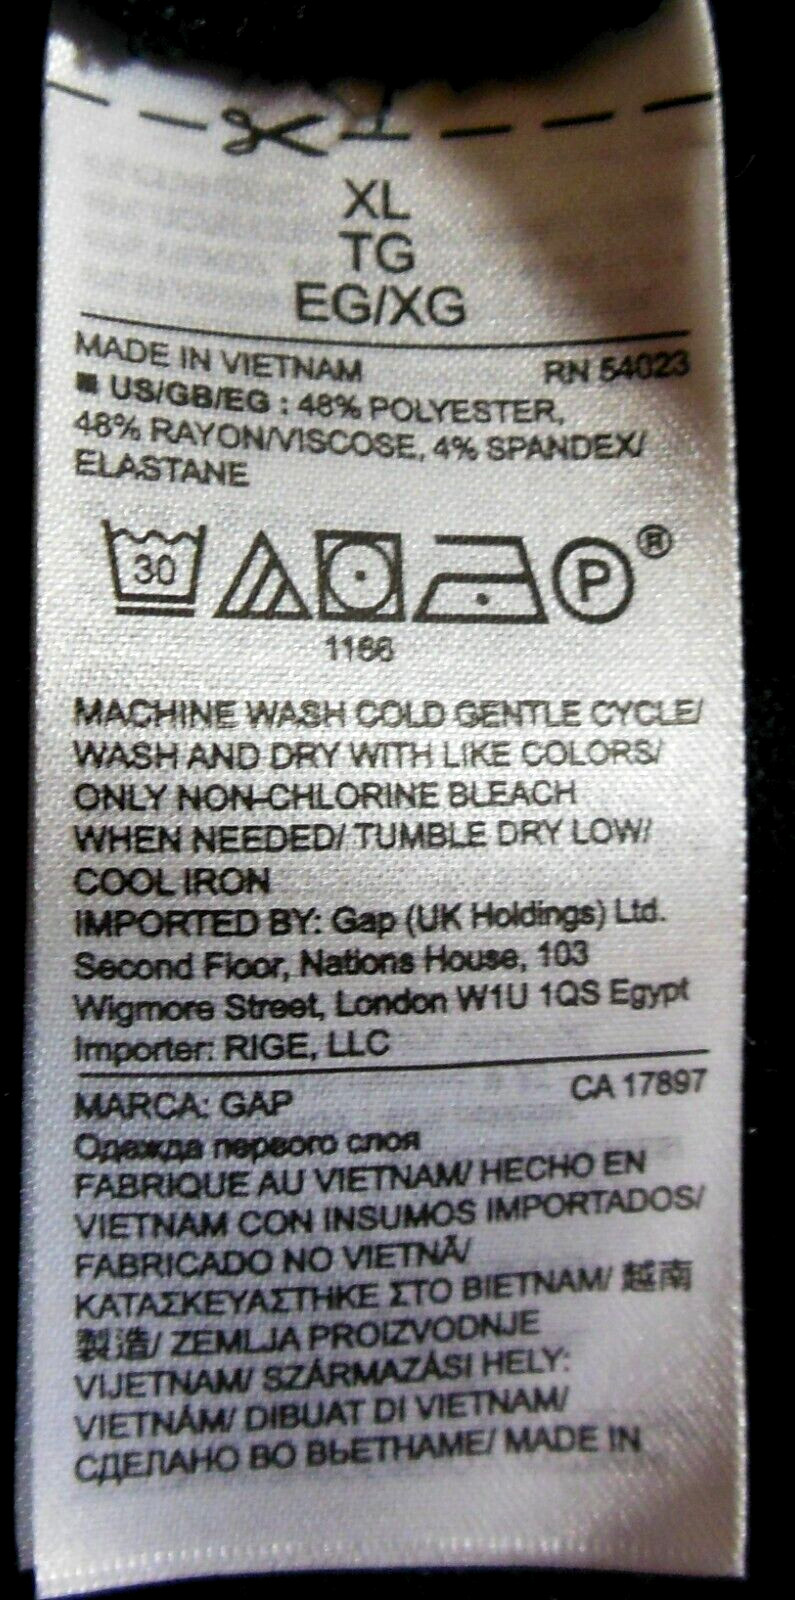 XL
TG
EG/XG
MADE IN VIETNAM RN 54023
■ US/GB/EG : 48% POLYESTER,
48% RAYON/VISCOSE, 4% SPANDEX/
ELASTANE
30 P ®
1166
MACHINE WASH COLD GENTLE CYCLE/
WASH AND DRY WITH LIKE COLORS/
ONLY NON-CHLORINE BLEACH
WHEN NEEDED/ TUMBLE DRY LOW/
COOL IRON
IMPORTED BY: Gap (UK Holdings) Ltd.
Second Floor, Nations House, 103
Wigmore Street, London W1U 1QS Egypt
Importer: RIGE, LLC
MARCA: GAP CA 17897
Одежда первого слоя
FABRIQUE AU VIETNAM/ HECHO EN
VIETNAM CON INSUMOS IMPORTADOS/
FABRICADO NO VIETNÃ/
ΚΑΤΑΣΚΕΥΑΣΤΗΚΕ ΣΤΟ ΒΙΕΤΝΑΜ/ 越南
製造/ ZEMLJA PROIZVODNJE
VIJETNAM/ SZÁRMAZÁSI HELY:
VIETNÁM/ DIBUAT DI VIETNAM/
СДЕЛАНО ВО ВЬЕТНАМЕ/ MADE IN